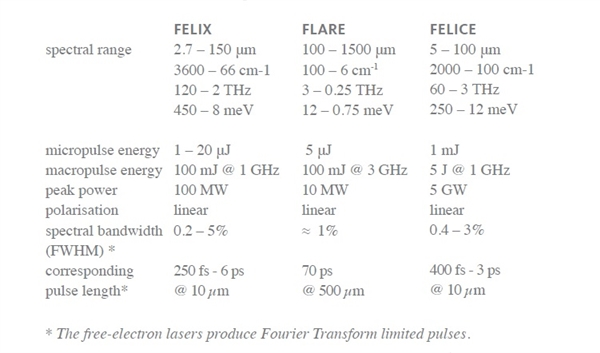 FELIX FLARE FELICE
spectral range 2.7 – 150 μm 100 – 1500 μm 5 – 100 μm
3600 – 66 cm-1 100 – 6 cm⁻¹ 2000 – 100 cm-1
120 – 2 THz 3 – 0.25 THz 60 – 3 THz
450 – 8 meV 12 – 0.75 meV 250 – 12 meV
micropulse energy 1 – 20 μJ 5 μJ 1 mJ
macropulse energy 100 mJ @ 1 GHz 100 mJ @ 3 GHz 5 J @ 1 GHz
peak power 100 MW 10 MW 5 GW
polarisation linear linear linear
spectral bandwidth 0.2 – 5% ≈ 1% 0.4 – 3%
(FWHM) *
corresponding 250 fs - 6 ps 70 ps 400 fs - 3 ps
pulse length* @ 10 μm @ 500 μm @ 10 μm
* The free-electron lasers produce Fourier Transform limited pulses.